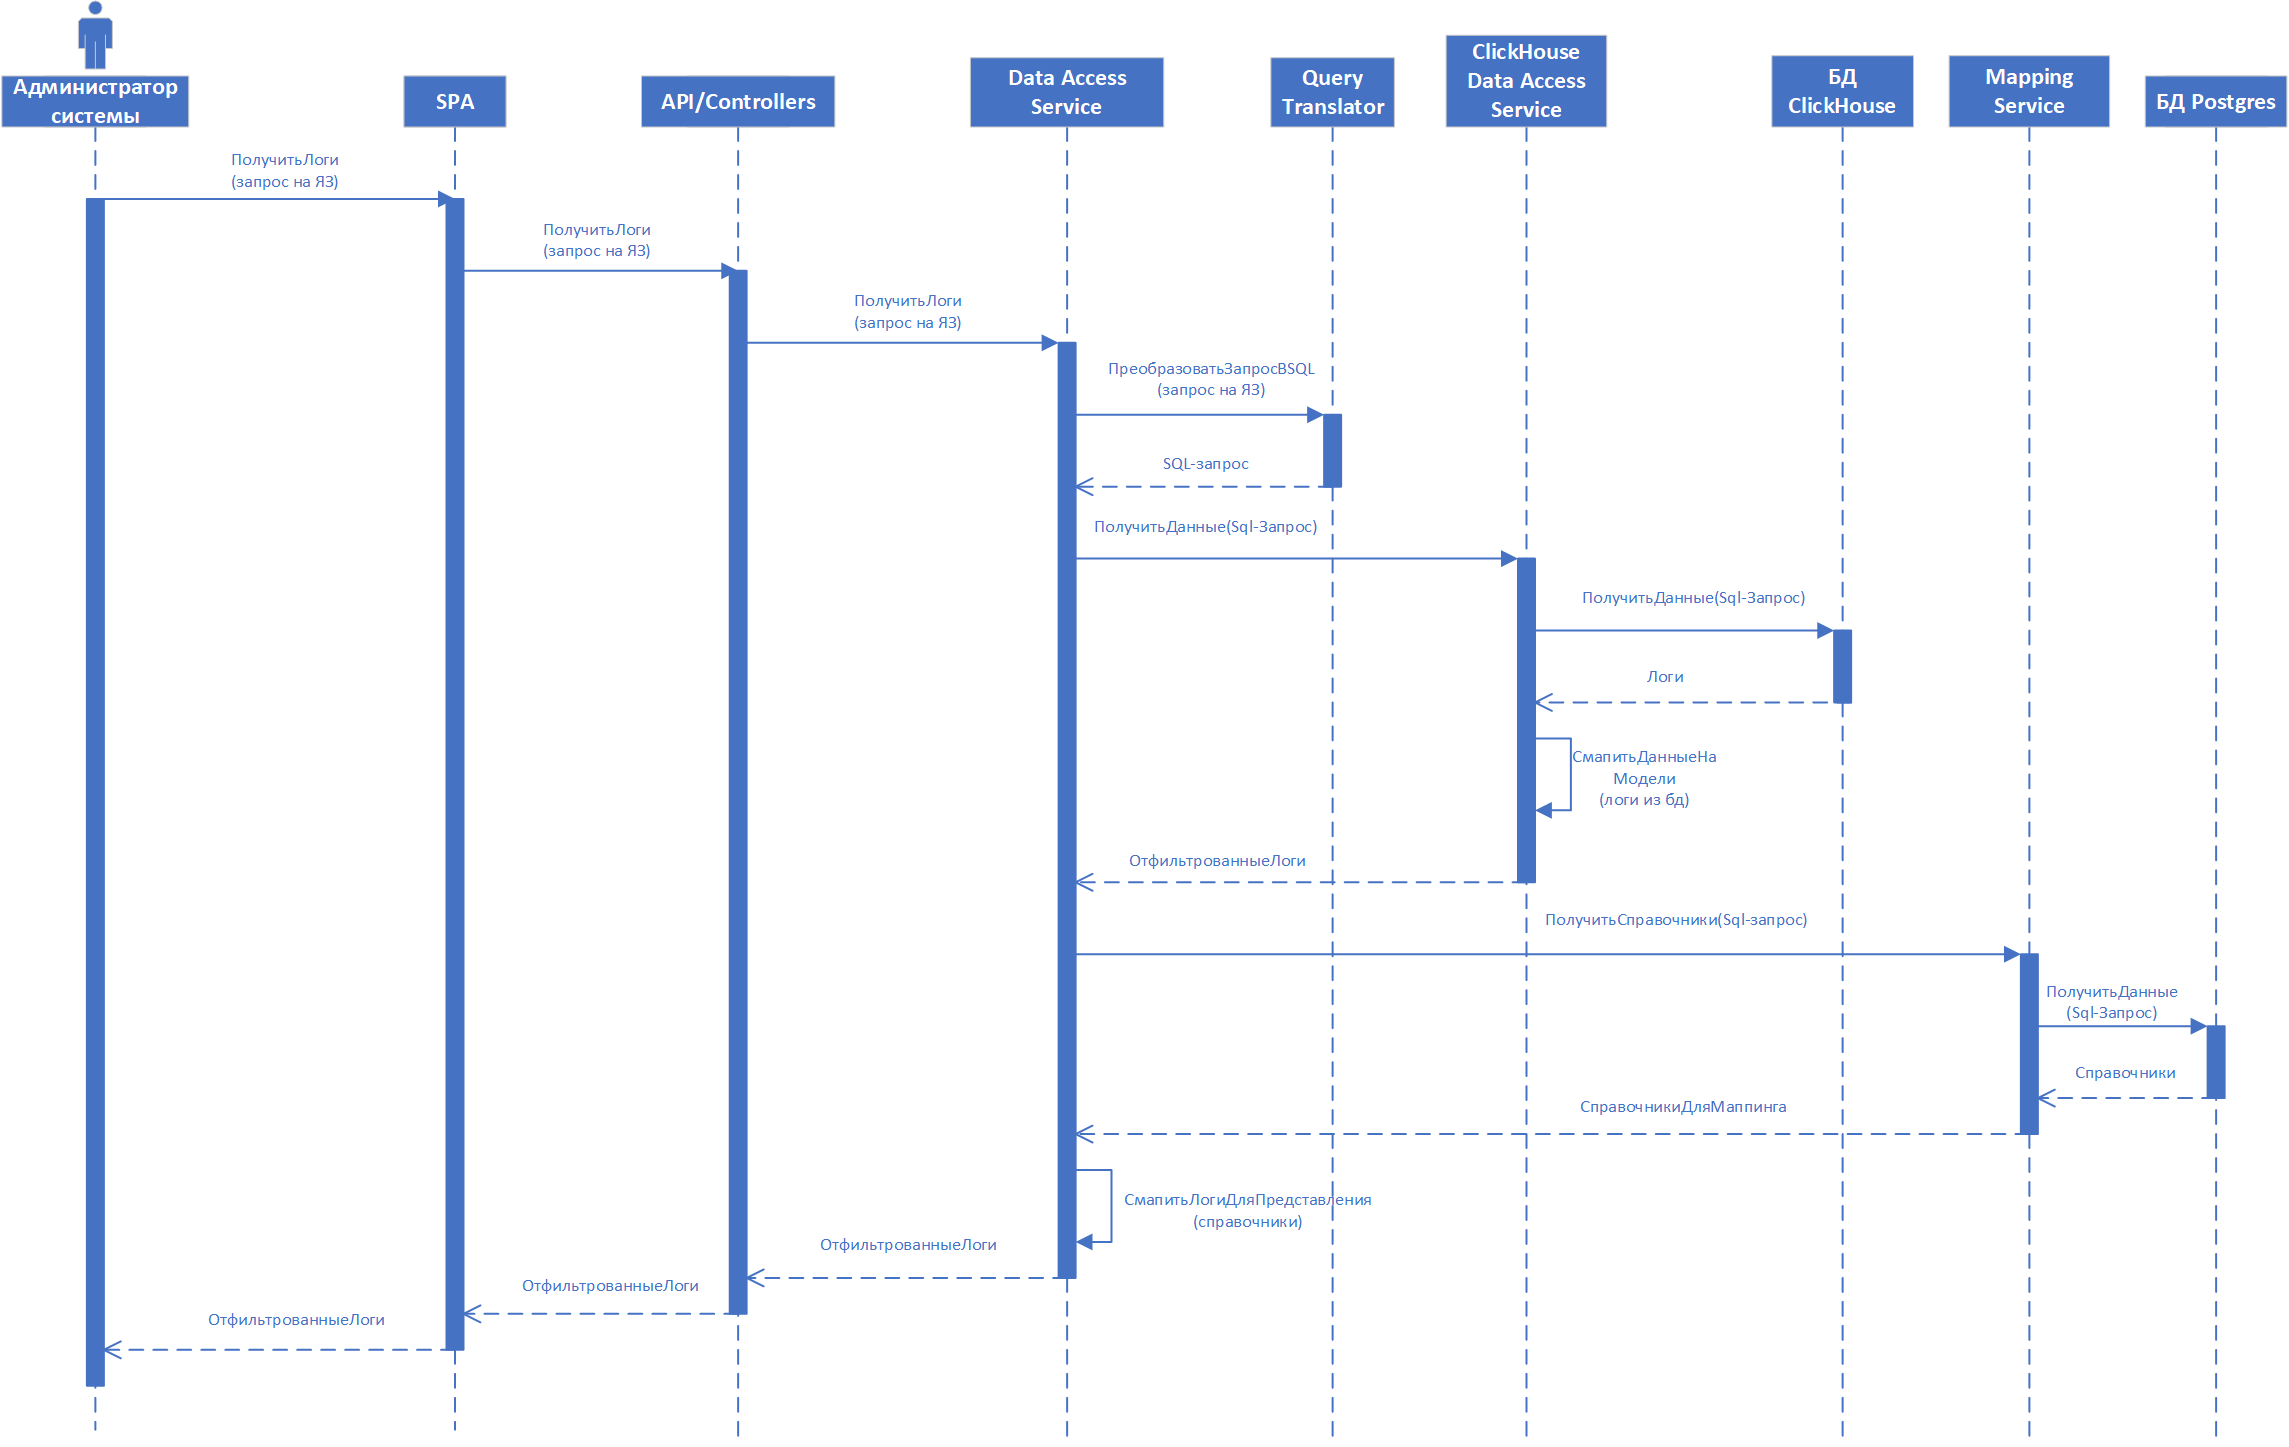 Администратор
системы
SPA
API/Controllers
Data Access
Service
Query
Translator
ClickHouse
Data Access
Service
БД
ClickHouse
Mapping
Service
БД Postgres
ПолучитьЛоги
(запрос на ЯЗ)
ПолучитьЛоги
(запрос на ЯЗ)
ПолучитьЛоги
(запрос на ЯЗ)
ПреобразоватьЗапросВSQL
(запрос на ЯЗ)
SQL-запрос
ПолучитьДанные(Sql-Запрос)
ПолучитьДанные(Sql-Запрос)
Логи
СмапитьДанныеНа
Модели
(логи из бд)
ОтфильтрованныеЛоги
ПолучитьСправочники(Sql-запрос)
ПолучитьДанные
(Sql-Запрос)
Справочники
СправочникиДляМаппинга
СмапитьЛогиДляПредставления
(справочники)
ОтфильтрованныеЛоги
ОтфильтрованныеЛоги
ОтфильтрованныеЛоги